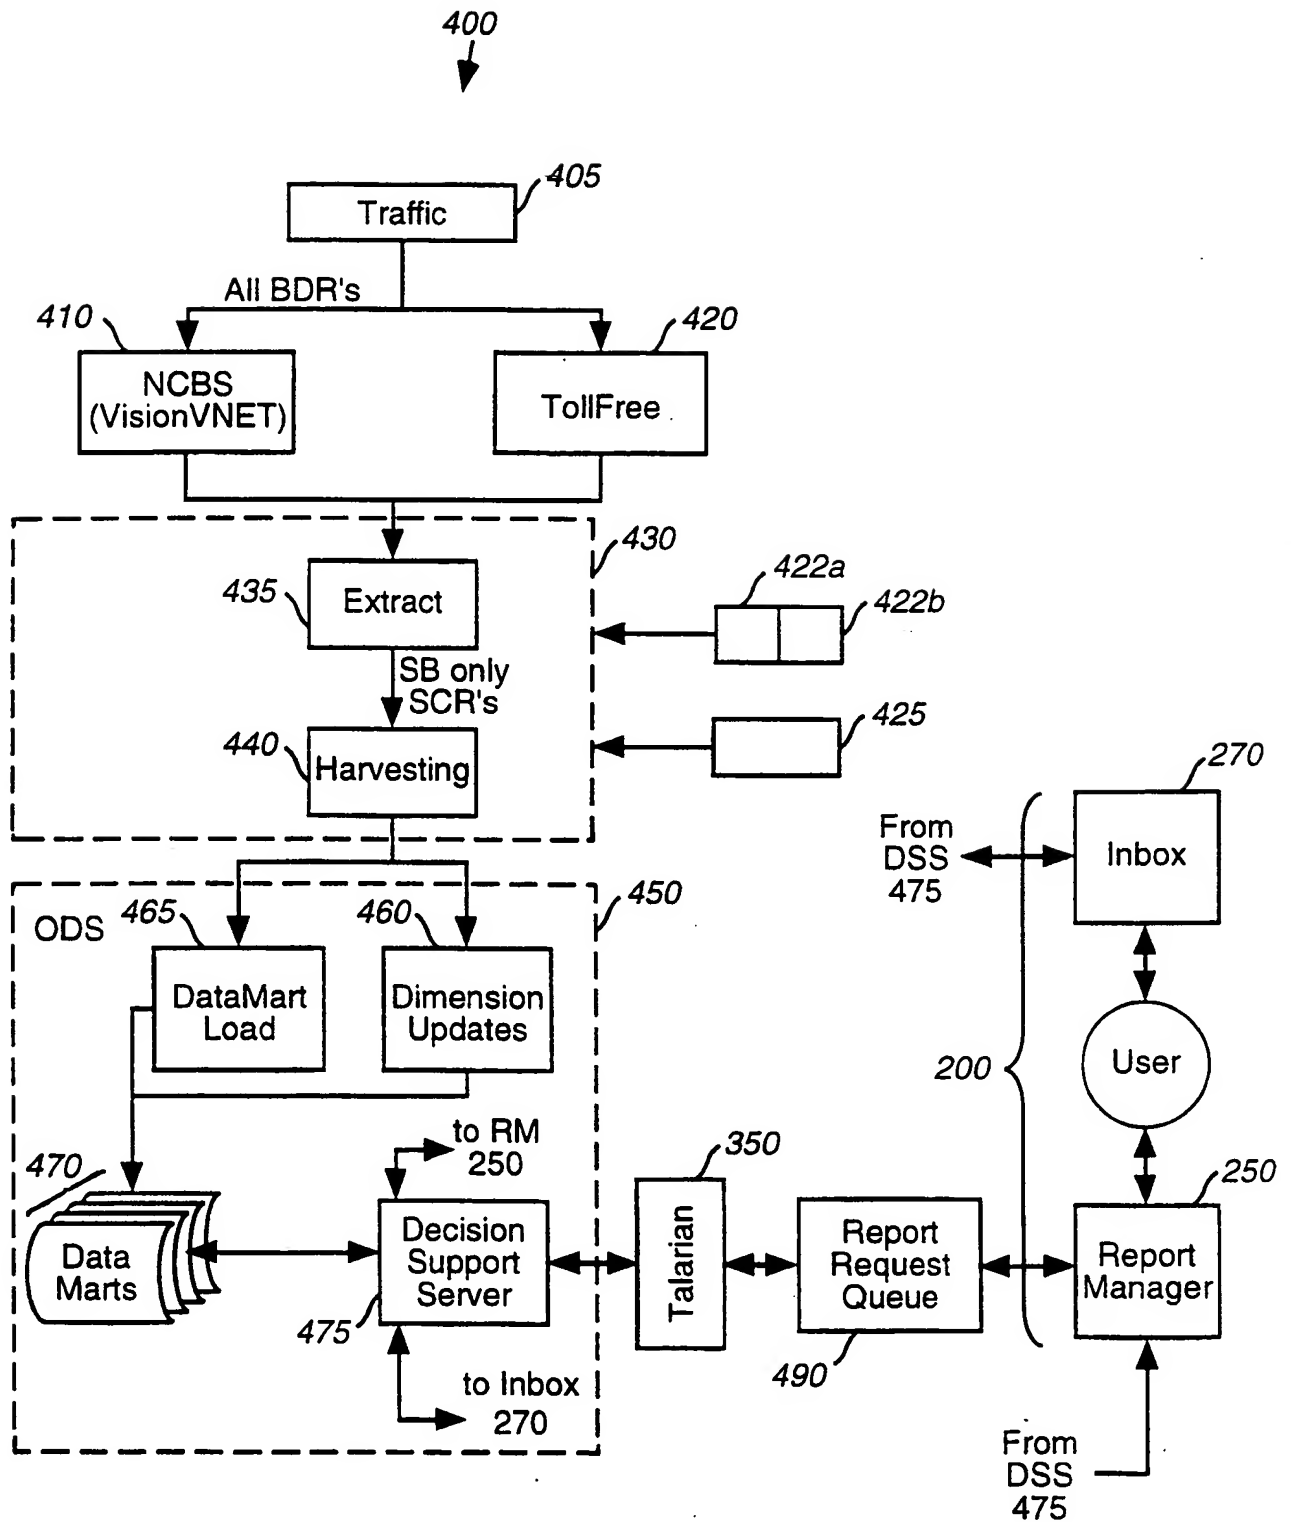 400
405
Traffic
All BDR's
410
420
NCBS
(VisionVNET)
TollFree
430
435
Extract
422a
422b
SB only
SCR's
425
440
Harvesting
270
From
DSS
475
Inbox
ODS
465
460
450
DataMart
Load
Dimension
Updates
200
User
to RM
250
350
470
250
Data
Marts
Decision
Support
Server
475
Talarian
Report
Request
Queue
490
Report
Manager
to Inbox
270
From
DSS
475